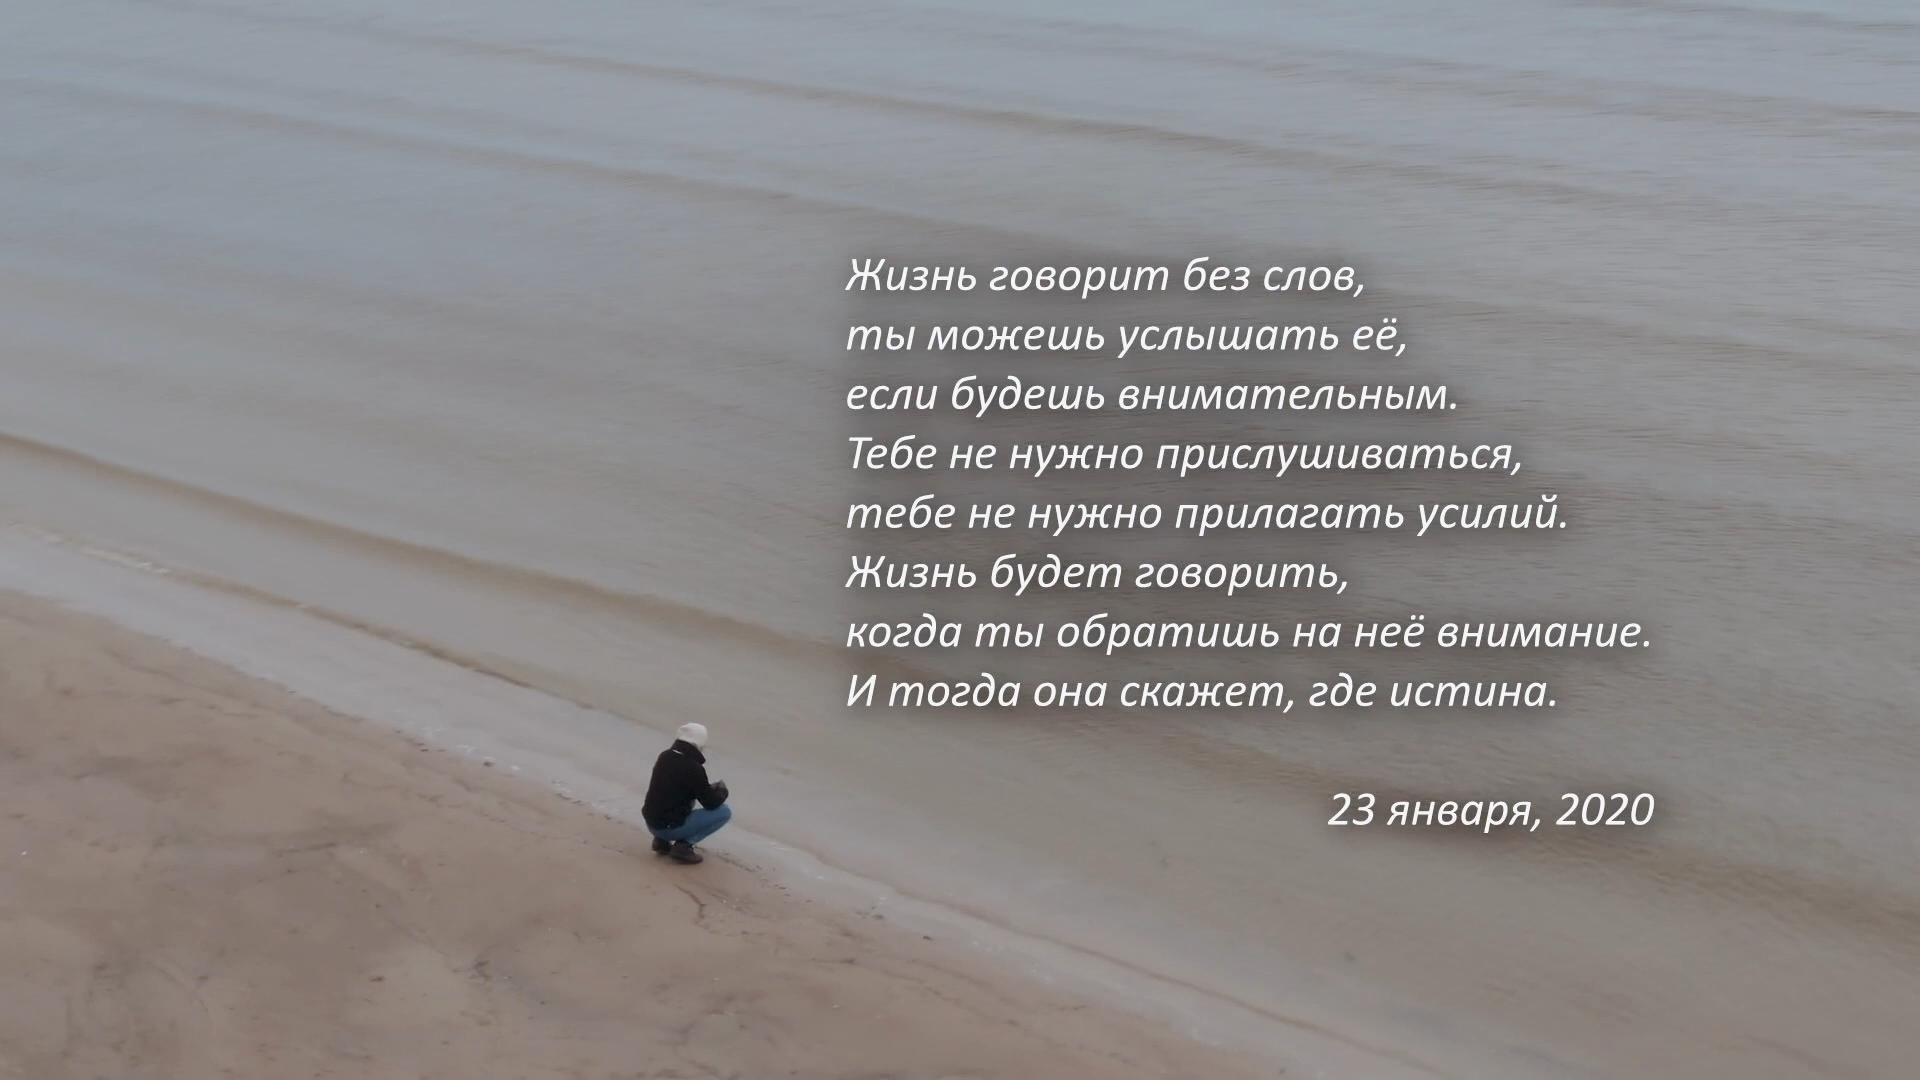 Жизнь говорит без слов,
ты можешь услышать её,
если будешь внимательным.
Тебе не нужно прислушиваться,
тебе не нужно прилагать усилий.
Жизнь будет говорить,
когда ты обратишь на неё внимание.
И тогда она скажет, где истина.
23 января, 2020